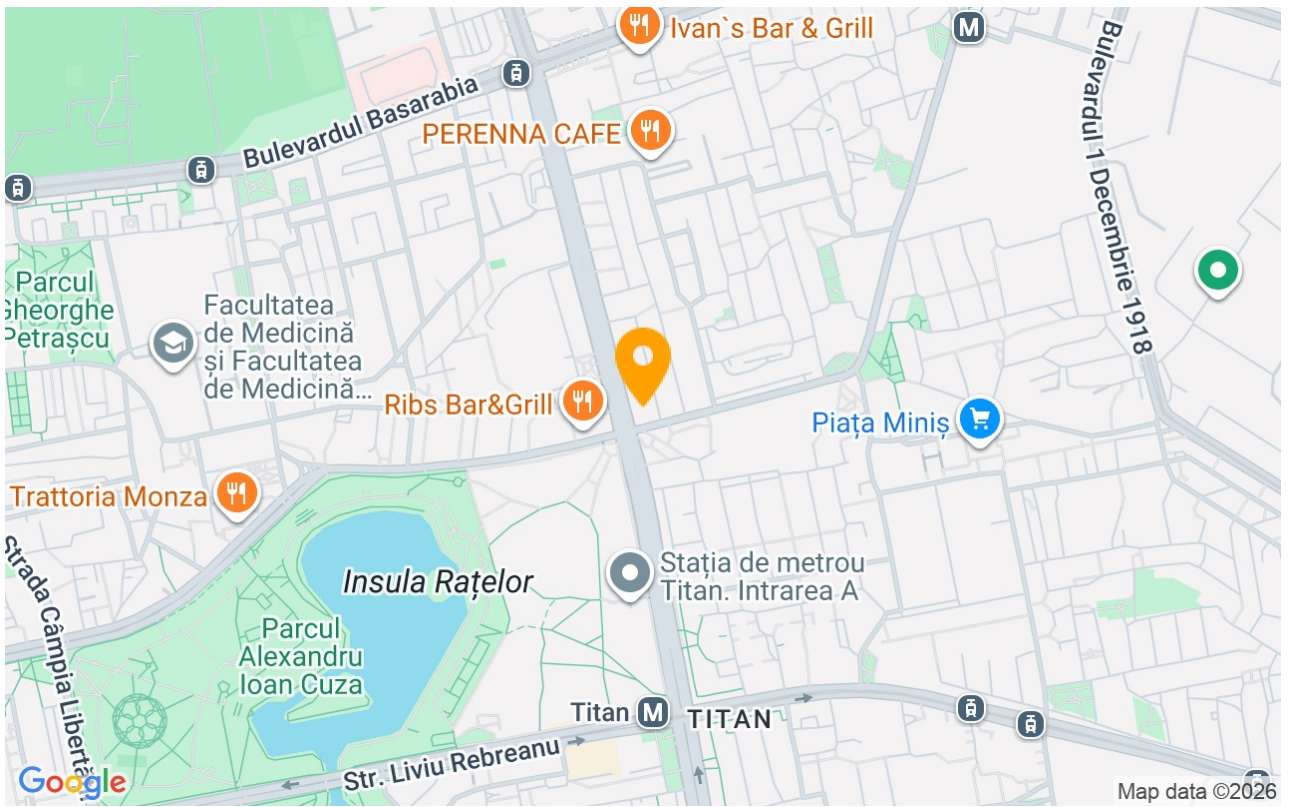 Ivan`s Bar & Grill
M
Bulevardul Basarabia
PERENNA CAFE
Bulevardul 1 Decembrie 1918
Parcul
Gheorghe
Petrașcu
Facultatea
de Medicină
și Facultatea
de Medicină...
Ribs Bar&Grill
Piața Miniș
Trattoria Monza
Strada Câmpia
Insula Rațelor
Stația de metrou
Titan. Intrarea A
Parcul
Alexandru
Ioan Cuza
Titan M
TITAN
Str. Liviu Rebreanu
Google
Map data ©2026